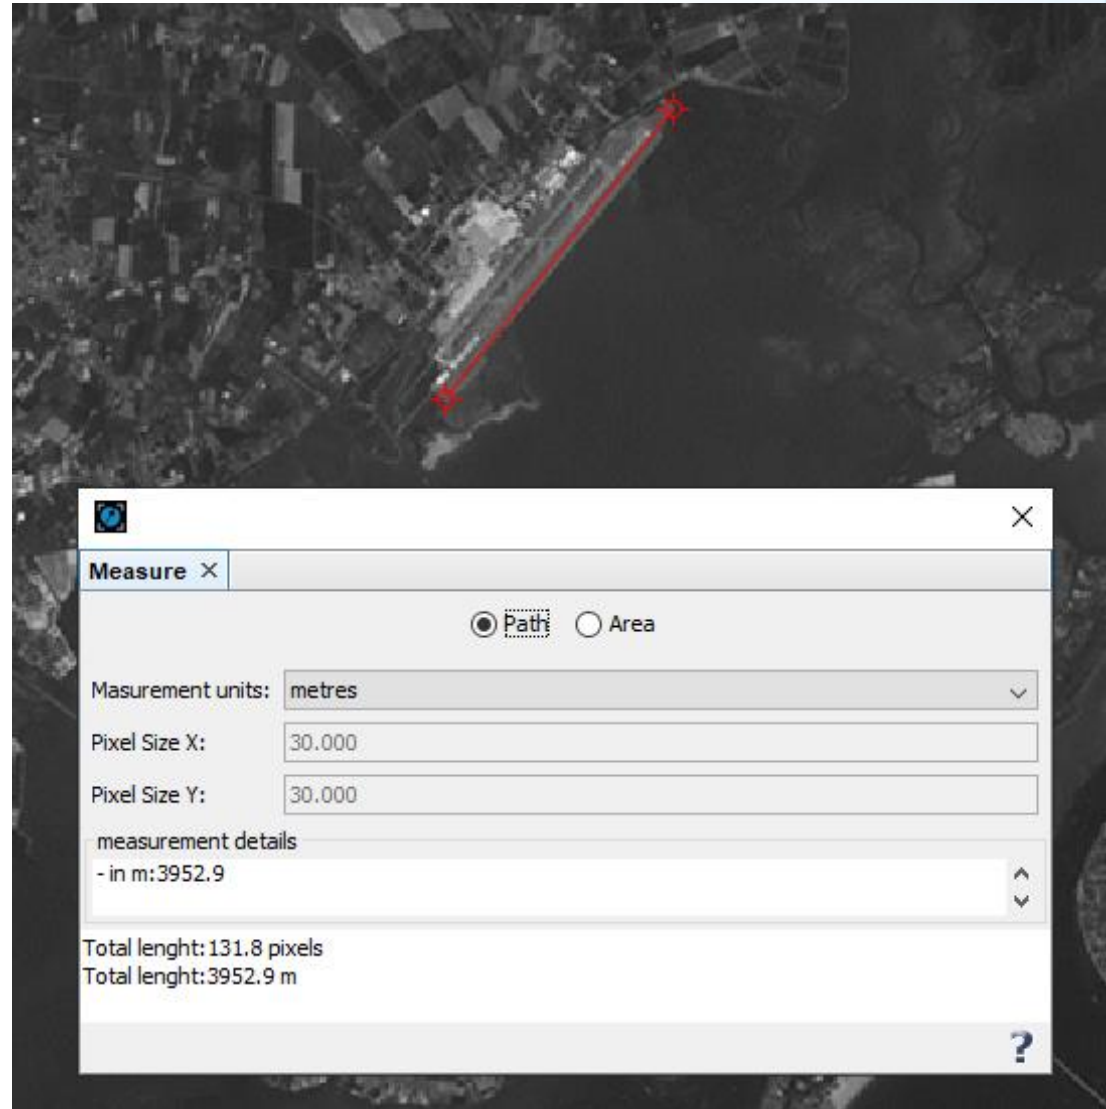 Measure
Path Area
Masurement units: metres
Pixel Size X: 30.000
Pixel Size Y: 30.000
measurement details
- in m:3952.9
Total lenght:131.8 pixels
Total lenght:3952.9 m
?